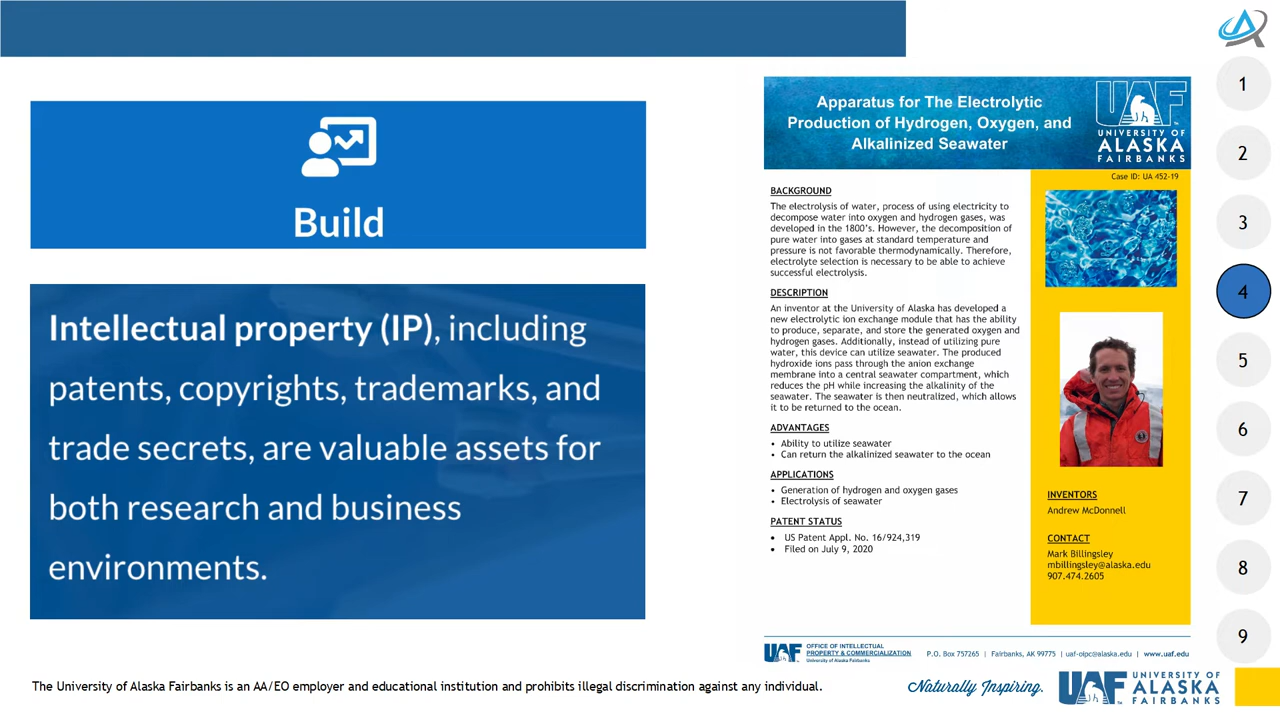 Build
Intellectual property (IP), including
patents, copyrights, trademarks, and
trade secrets, are valuable assets for
both research and business
environments.
Apparatus for The Electrolytic
Production of Hydrogen, Oxygen, and
Alkalinized Seawater
UAF
UNIVERSITY OF
ALASKA
FAIRBANKS
Case ID: UA 452-19
BACKGROUND
The electrolysis of water, process of using electricity to
decompose water into oxygen and hydrogen gases, was
developed in the 1800's. However, the decomposition of
pure water into gases at standard temperature and
pressure is not favorable thermodynamically. Therefore,
electrolyte selection is necessary to be able to achieve
successful electrolysis.
DESCRIPTION
An inventor at the University of Alaska has developed a
new electrolytic ion exchange module that has the ability
to produce, separate, and store the generated oxygen and
hydrogen gases. Additionally, instead of utilizing pure
water, this device can utilize seawater. The produced
hydroxide ions pass through the anion exchange
membrane into a central seawater compartment, which
reduces the pH while increasing the alkalinity of the
seawater. The seawater is then neutralized, which allows
it to be returned to the ocean.
ADVANTAGES
• Ability to utilize seawater
• Can return the alkalinized seawater to the ocean
APPLICATIONS
• Generation of hydrogen and oxygen gases
• Electrolysis of seawater
PATENT STATUS
• US Patent Appl. No. 16/924,319
• Filed on July 9, 2020
INVENTORS
Andrew McDonnell
CONTACT
Mark Billingsley
mbillingsley@alaska.edu
907.474.2605
UAF
OFFICE OF INTELLECTUAL
PROPERTY & COMMERCIALIZATION
University of Alaska Fairbanks
P.O. Box 757265 | Fairbanks, AK 99775 | uaf-oipc@alaska.edu | www.uaf.edu
1
2
3
4
5
6
7
8
9
The University of Alaska Fairbanks is an AA/EO employer and educational institution and prohibits illegal discrimination against any individual.
Naturally Inspiring.
UAF
UNIVERSITY OF
ALASKA
FAIRBANKS